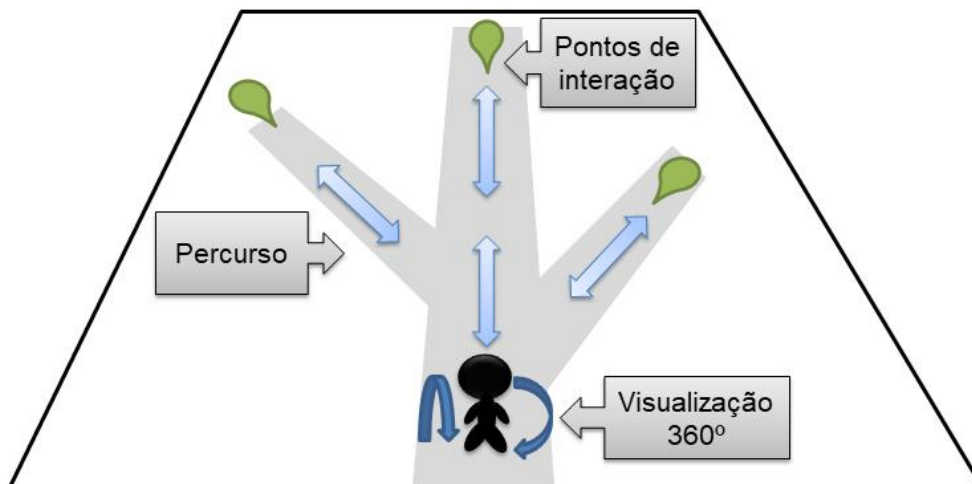 Pontos de
interação
Percurso
Visualização
360º